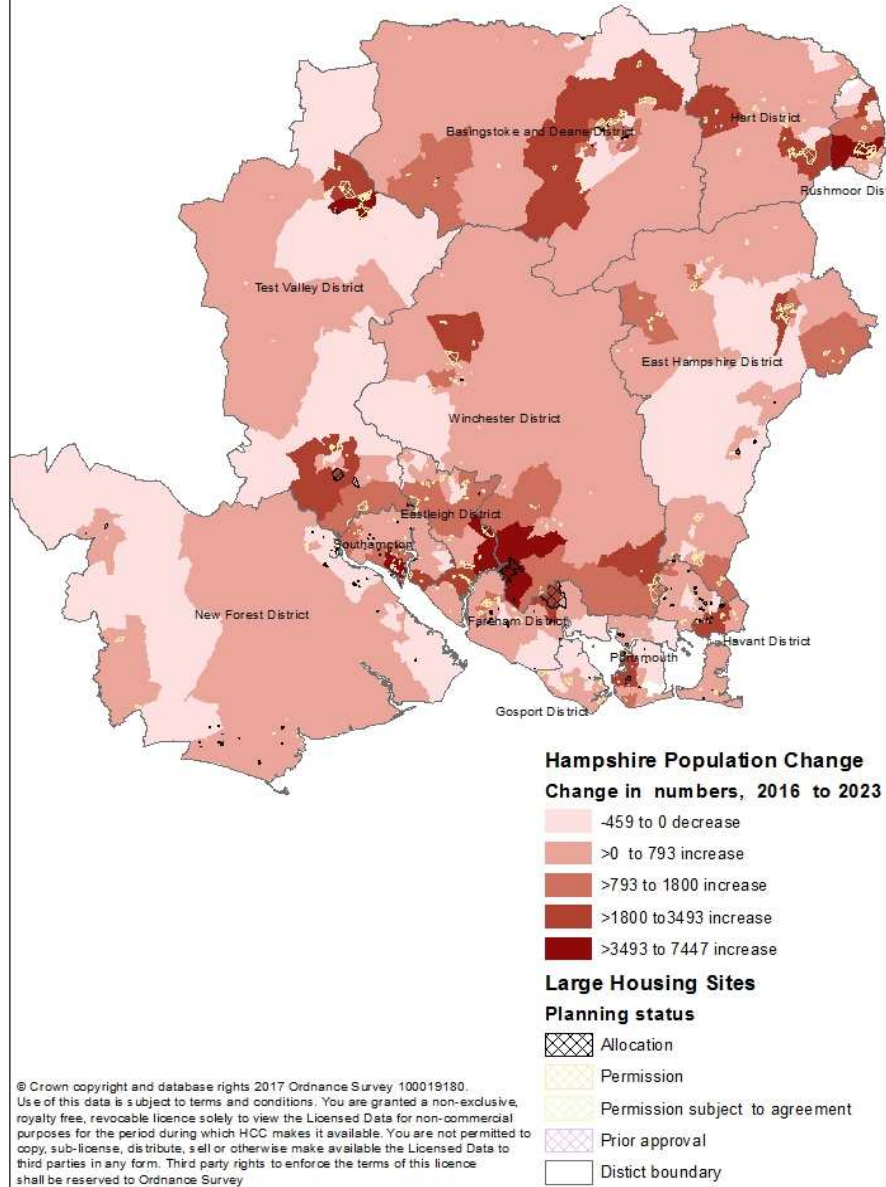 Basingstoke and Deane District
Hart District
Rushmoor Dis
Test Valley District
East Hampshire District
Winchester District
Eastleigh District
Southampton
New Forest District
Fareham District
Havant District
Portsmouth
Gosport District
Hampshire Population Change
Change in numbers, 2016 to 2023
-459 to 0 decrease
>0 to 793 increase
>793 to 1800 increase
>1800 to3493 increase
>3493 to 7447 increase
Large Housing Sites
Planning status
Allocation
Permission
Permission subject to agreement
Prior approval
Distict boundary
© Crown copyright and database rights 2017 Ordnance Survey 100019180.
Use of this data is subject to terms and conditions. You are granted a non-exclusive,
royalty free, revocable licence solely to view the Licensed Data for non-commercial
purposes for the period during which HCC makes it available. You are not permitted to
copy, sub-license, distribute, sell or otherwise make available the Licensed Data to
third parties in any form. Third party rights to enforce the terms of this licence
shall be reserved to Ordnance Survey